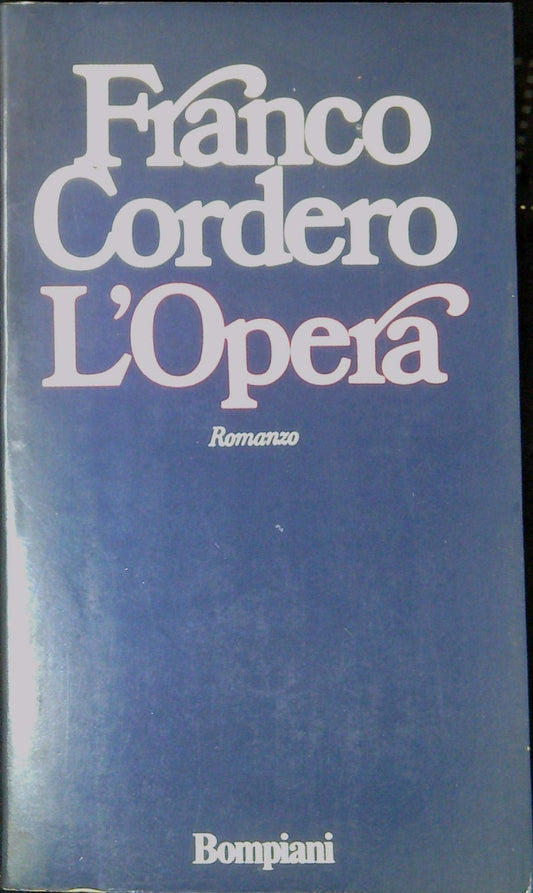 Franco
Cordero
L'Opera
Romanzo
Bompiani